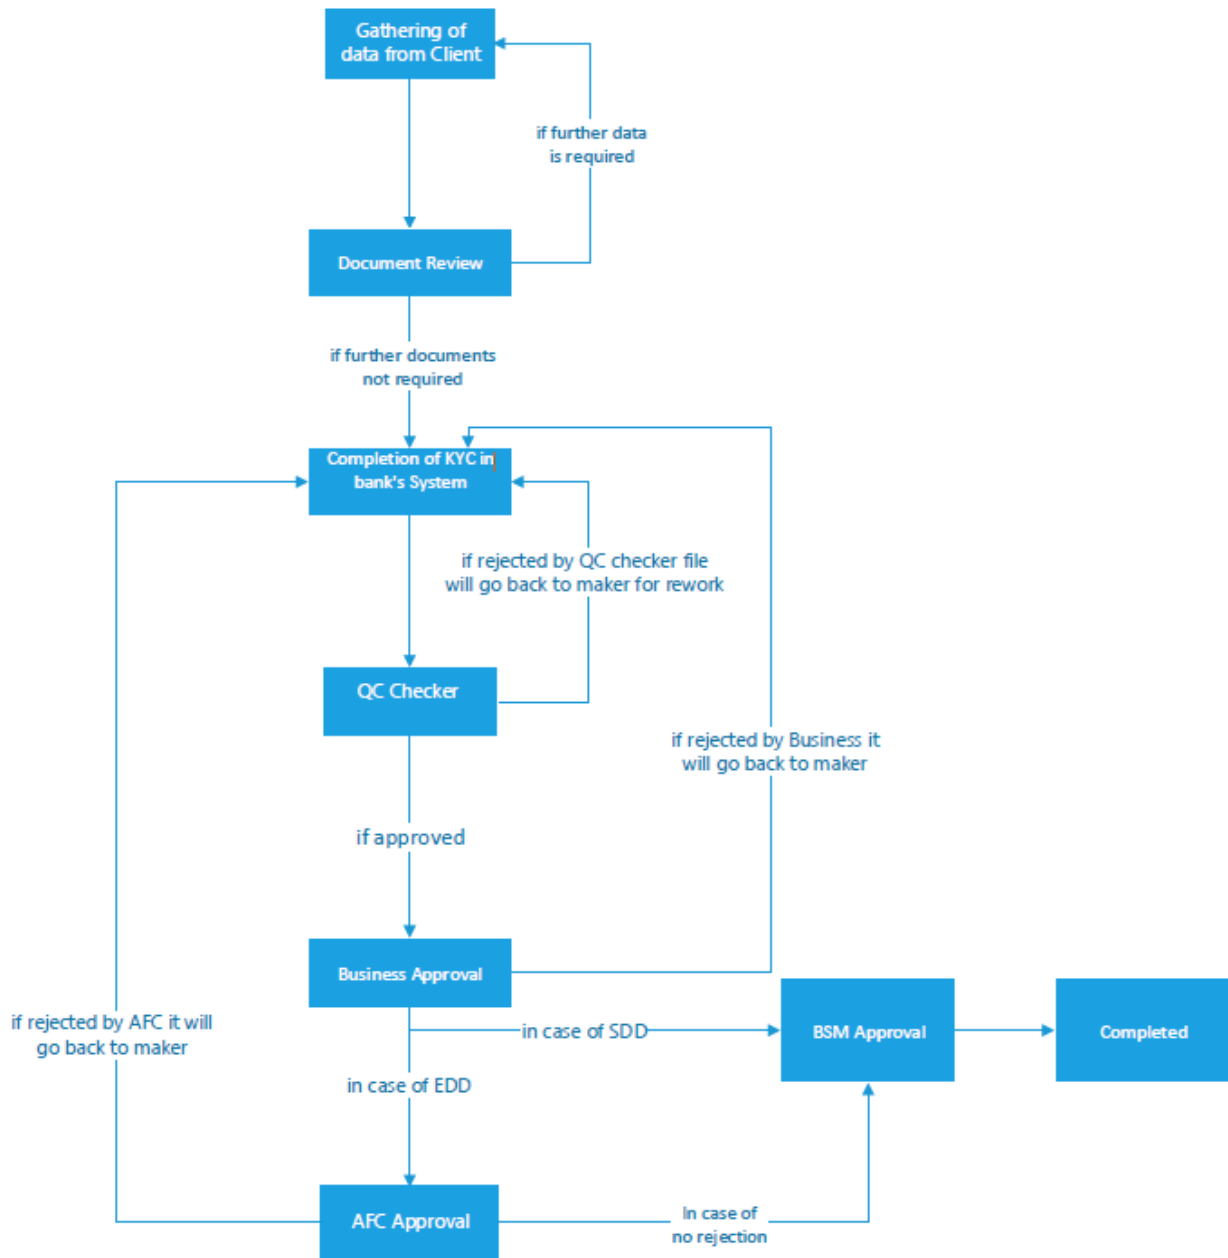 Gathering of
data from Client
if further data
is required
Document Review
if further documents
not required
Completion of KYC in
bank's System
if rejected by QC checker file
will go back to maker for rework
QC Checker
if rejected by Business it
will go back to maker
if approved
Business Approval
if rejected by AFC it will
go back to maker
in case of SDD
BSM Approval
Completed
in case of EDD
AFC Approval
In case of
no rejection